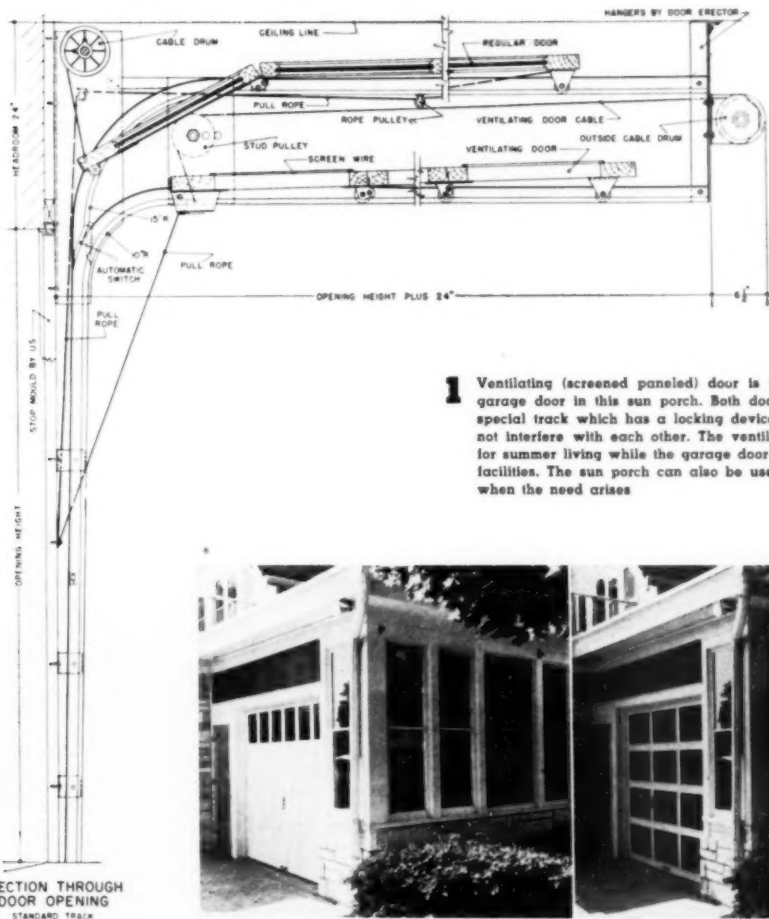 HANGERS BY DOOR ERECTOR
CABLE DRUM
CEILING LINE
REGULAR DOOR
HEADROOM 24"
PULL ROPE
ROPE PULLEY
VENTILATING DOOR CABLE
STUD PULLEY
OUTSIDE CABLE DRUM
SCREEN WIRE
VENTILATING DOOR
15"R
10"R
AUTOMATIC
SWITCH
PULL ROPE
PULL
ROPE
OPENING HEIGHT PLUS 24"
6 1/2"
STOP MOULD BY US
OPENING HEIGHT
1 Ventilating (screened paneled) door is
garage door in this sun porch. Both doo
special track which has a locking device
not interfere with each other. The ventil
for summer living while the garage door
facilities. The sun porch can also be use
when the need arises
ECTION THROUGH
DOOR OPENING
STANDARD TRACK